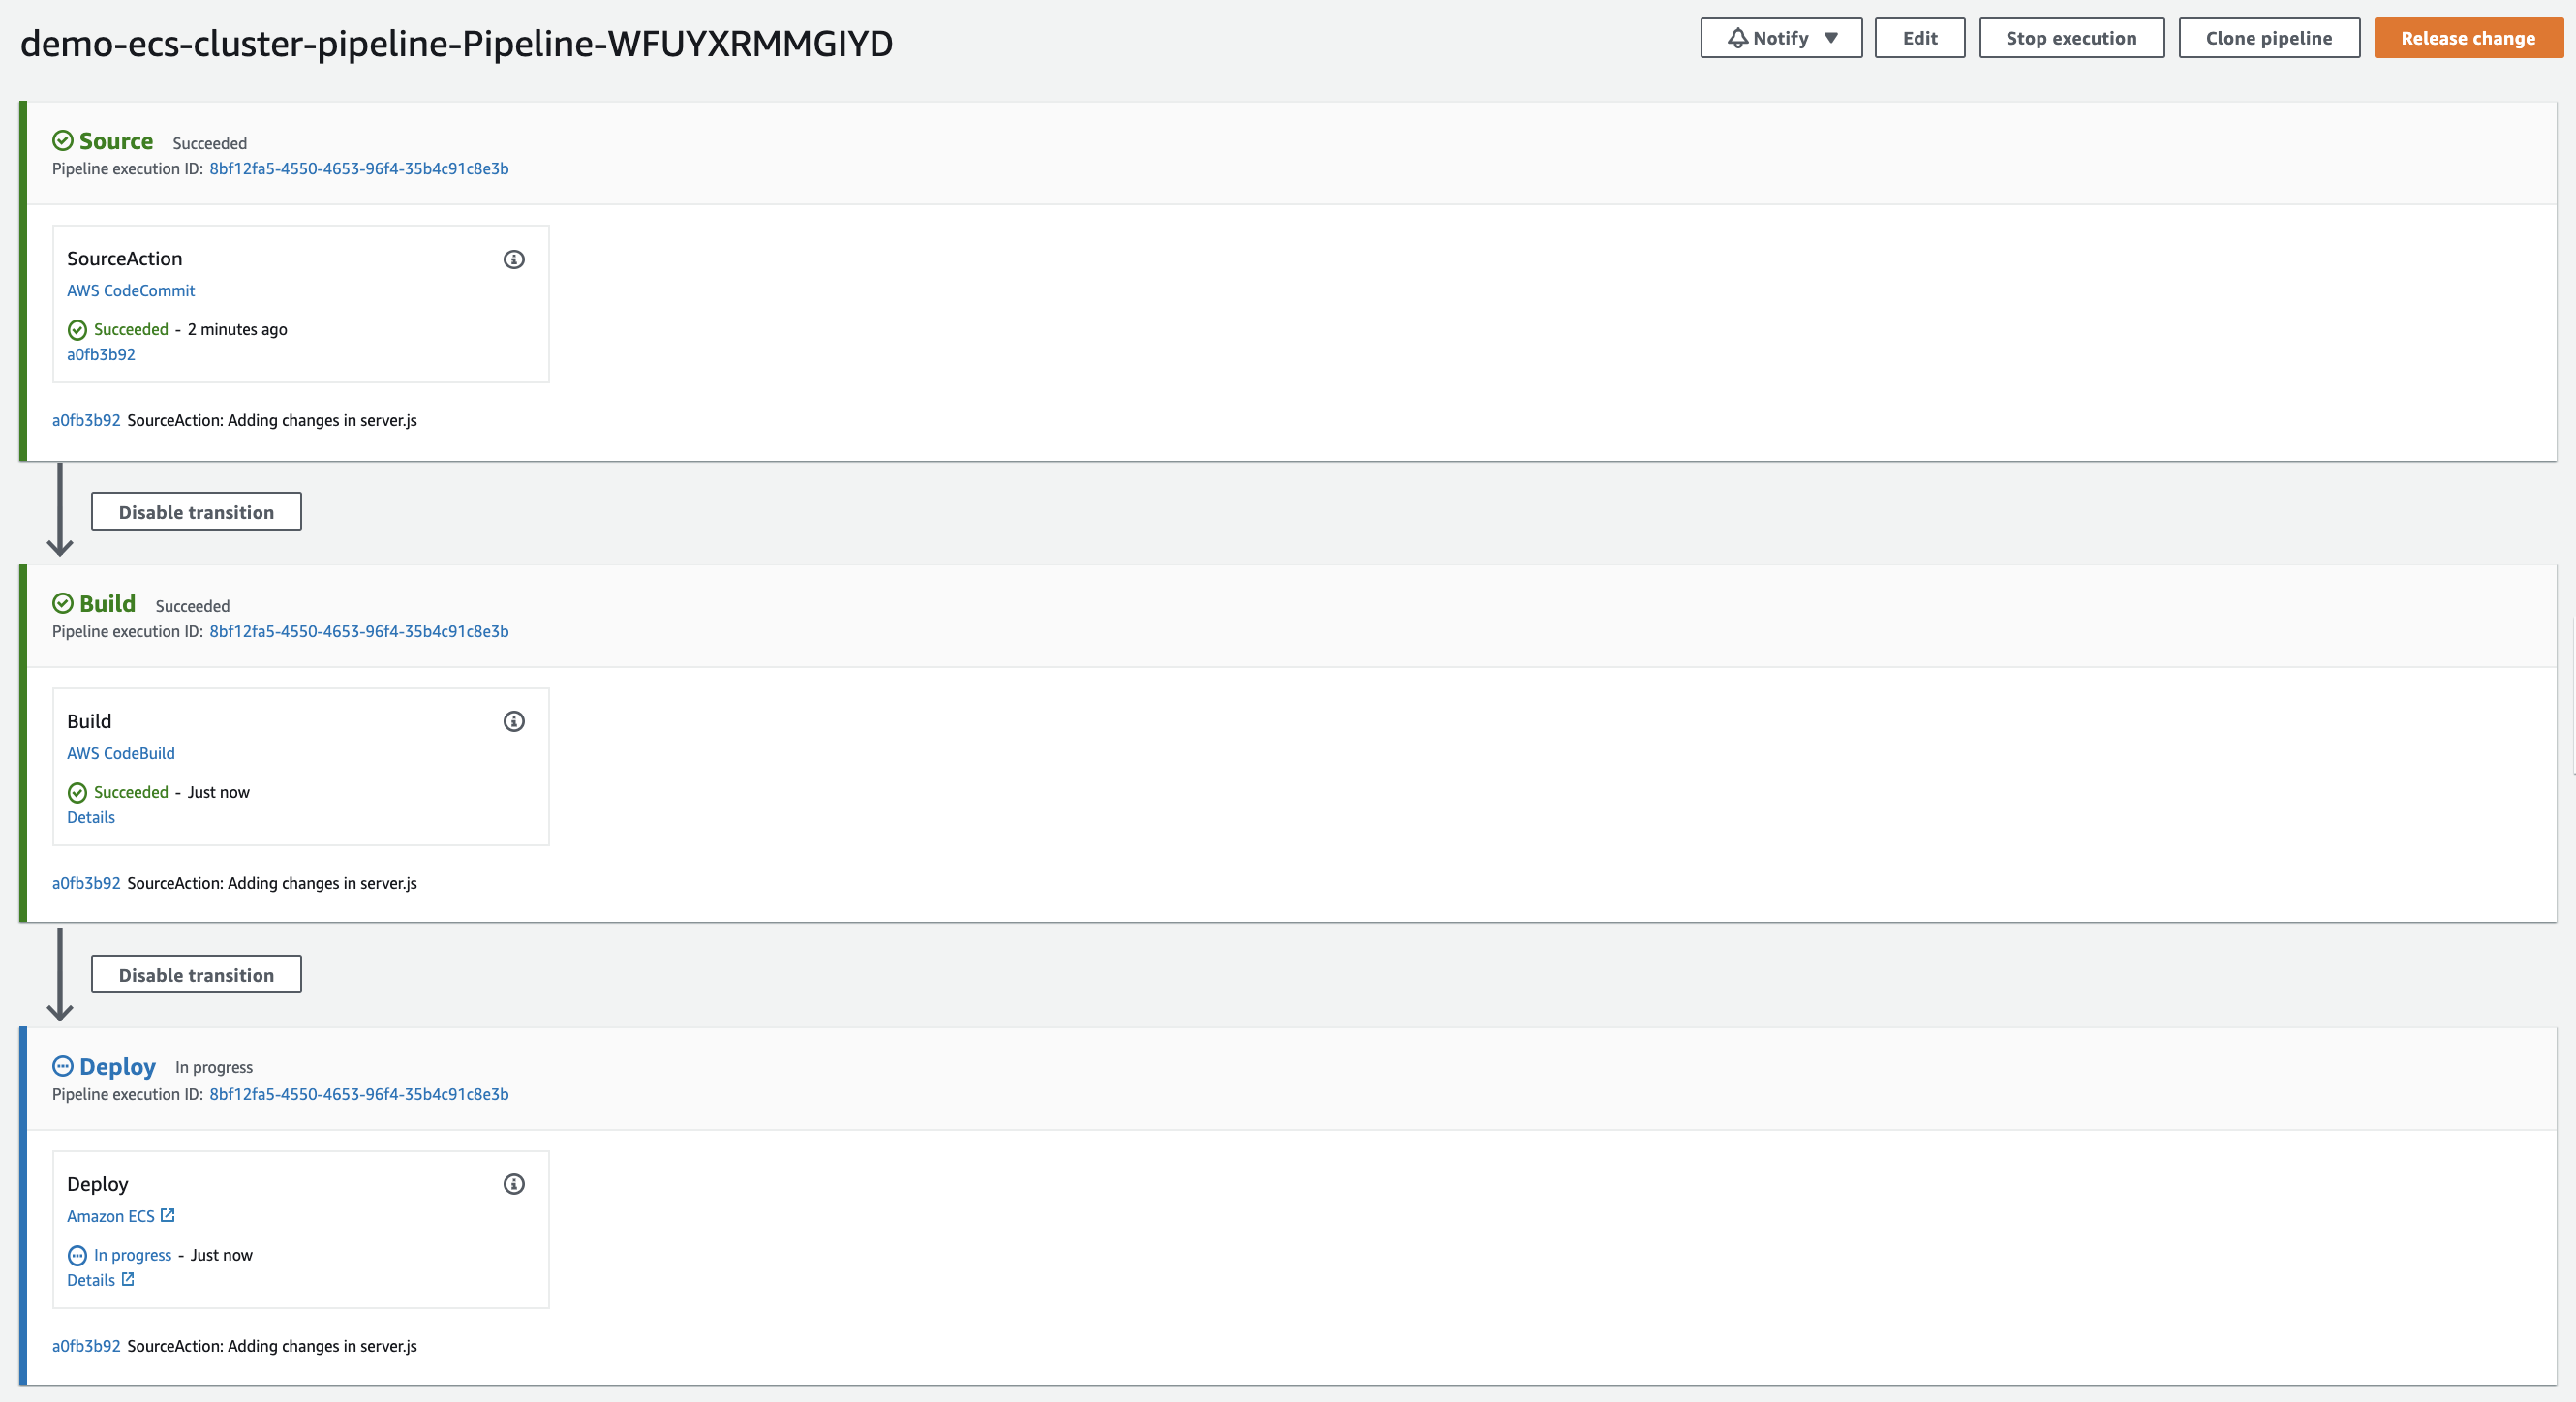 demo-ecs-cluster-pipeline-Pipeline-WFUYXRMMGIYD
Notify
Edit
Stop execution
Clone pipeline
Release change
Source Succeeded
Pipeline execution ID: 8bf12fa5-4550-4653-96f4-35b4c91c8e3b
SourceAction
AWS CodeCommit
Succeeded - 2 minutes ago
a0fb3b92
a0fb3b92 SourceAction: Adding changes in server.js
Disable transition
Build Succeeded
Pipeline execution ID: 8bf12fa5-4550-4653-96f4-35b4c91c8e3b
Build
AWS CodeBuild
Succeeded - Just now
Details
a0fb3b92 SourceAction: Adding changes in server.js
Disable transition
Deploy In progress
Pipeline execution ID: 8bf12fa5-4550-4653-96f4-35b4c91c8e3b
Deploy
Amazon ECS
In progress - Just now
Details
a0fb3b92 SourceAction: Adding changes in server.js